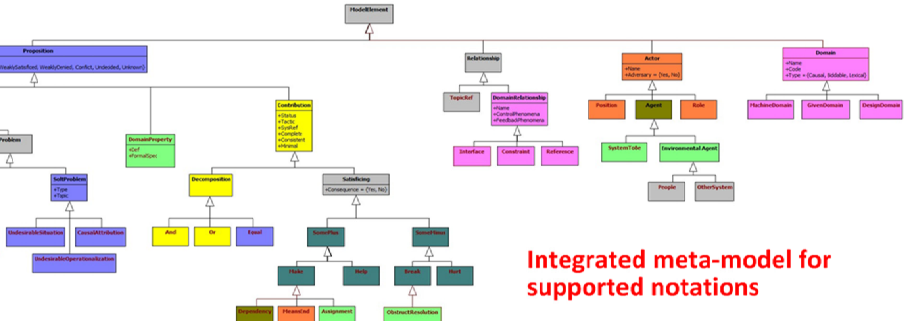 ModelElement
Proposition
WeaklySatisfied, WeaklyDenied, Conflict, Undecided, Unknown)
Relationship
Actor
+Name
+Adversary = {Yes, No}
Domain
+Name
+Code
+Type = {Causal, Biddable, Lexical}
TopicRef
DomainRelationship
+Name
+ControlPhenomena
+FeedbackPhenomena
Position
Agent
Role
MachineDomain
GivenDomain
DesignDomain
Contribution
+Status
+Tactic
+SysRef
+Complete
+Consistent
+Minimal
DomainProperty
+Def
+FormalSpec
Problem
Interface
Constraint
Reference
SystemTobe
EnvironmentalAgent
People
OtherSystem
SoftProblem
+Type
+Topic
Decomposition
Satisficing
+Consequence = {Yes, No}
UndesirableSituation
CausalAttribution
UndesirableOperationalization
And
Or
Equal
SomePlus
SomeMinus
Make
Help
Break
Hurt
Dependency
MeansEnd
Assignment
ObstructResolution
Integrated meta-model for
supported notations